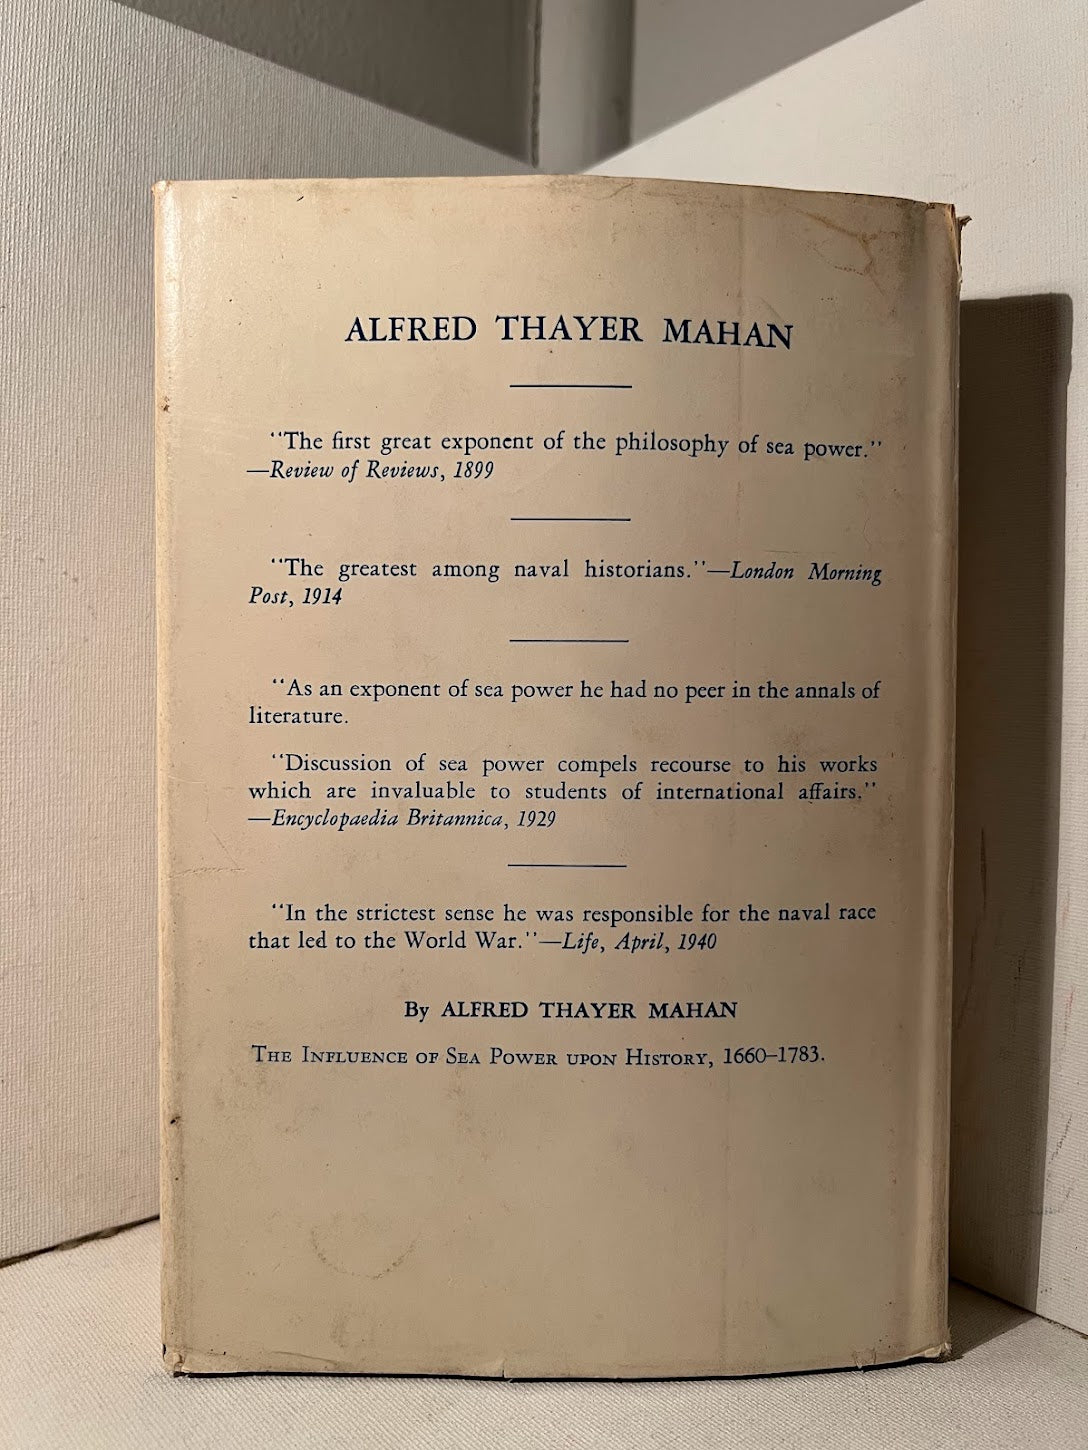 ALFRED THAYER MAHAN
"The first great exponent of the philosophy of sea power."
—Review of Reviews, 1899
"The greatest among naval historians."—London Morning
Post, 1914
"As an exponent of sea power he had no peer in the annals of
literature.
"Discussion of sea power compels recourse to his works
which are invaluable to students of international affairs."
—Encyclopaedia Britannica, 1929
"In the strictest sense he was responsible for the naval race
that led to the World War."—Life, April, 1940
By ALFRED THAYER MAHAN
THE INFLUENCE OF SEA POWER UPON HISTORY, 1660–1783.